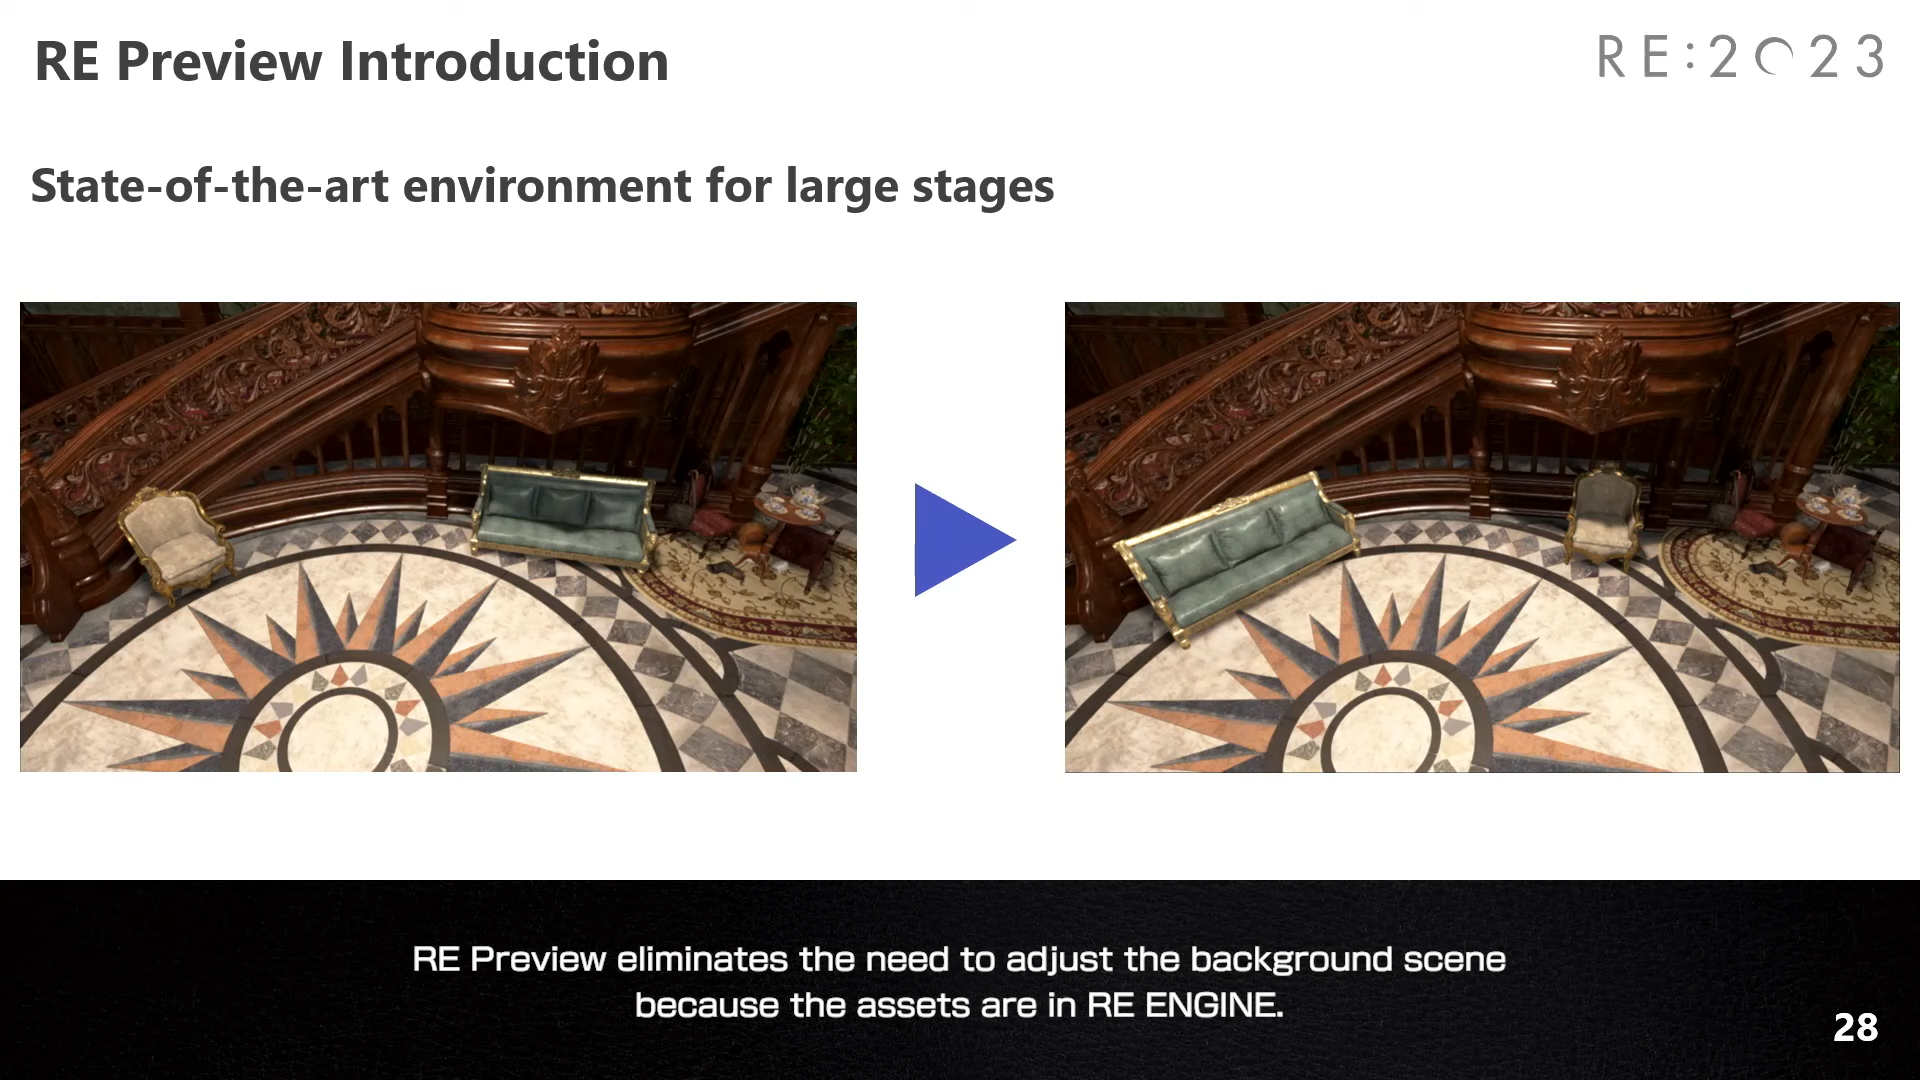 RE Preview Introduction
RE:2023
State-of-the-art environment for large stages
RE Preview eliminates the need to adjust the background scene
because the assets are in RE ENGINE.
28